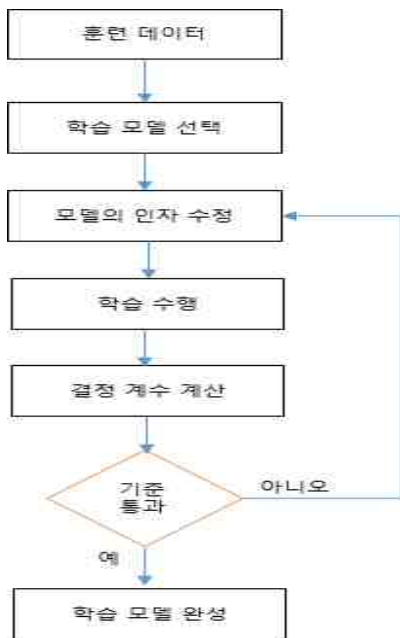 훈련 데이터
학습 모델 선택
모델의 인자 수정
학습 수행
결정 계수 계산
기준
통과
아니오
예
학습 모델 완성